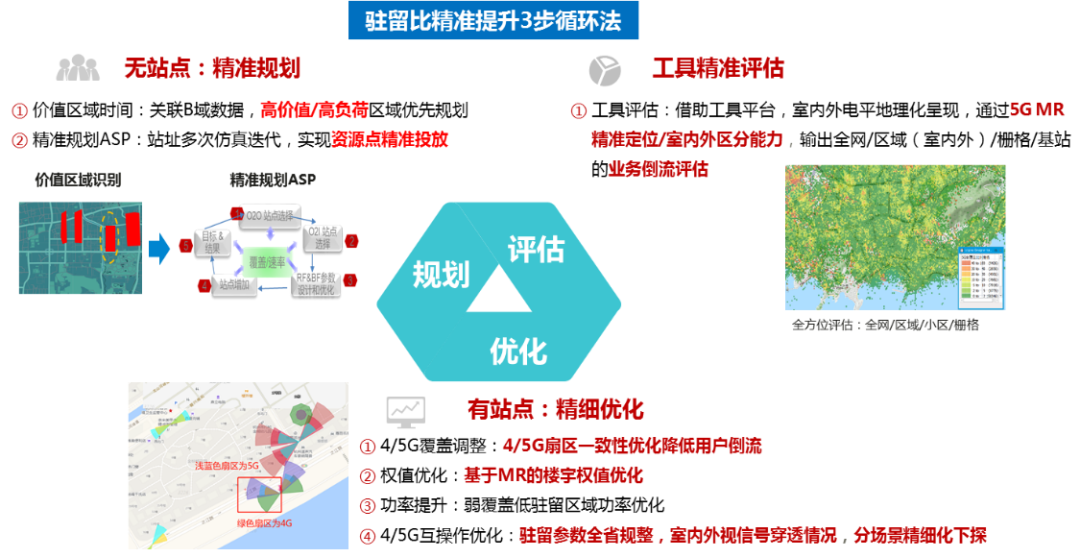 驻留比精准提升3步循环法
无站点：精准规划
① 价值区域时间：关联B域数据，高价值/高负荷区域优先规划
② 精准规划ASP：站址多次仿真迭代，实现资源点精准投放
价值区域识别
精准规划ASP
O2O 站点选择
O2I 站点
选择
2
RF&BF参数
设计和优化
3
站点增加
4
目标 &
结果
5
覆盖/速率
工具精准评估
① 工具评估：借助工具平台，室内外电平地理化呈现，通过5G MR
精准定位/室内外区分能力，输出全网/区域（室内外）/栅格/基站
的业务倒流评估
全方位评估：全网/区域/小区/栅格
规划
评估
优化
浅蓝色扇区为5G
绿色扇区为4G
有站点：精细优化
① 4/5G覆盖调整：4/5G扇区一致性优化降低用户倒流
② 权值优化：基于MR的楼宇权值优化
③ 功率提升：弱覆盖低驻留区域功率优化
④ 4/5G互操作优化：驻留参数全省规整，室内外视信号穿透情况，分场景精细化下探